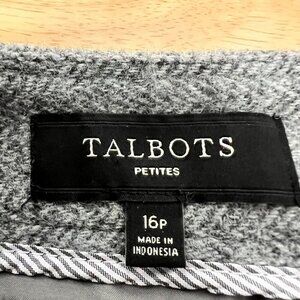 TALBOTS
PETITES
16P
MADE IN
INDONESIA